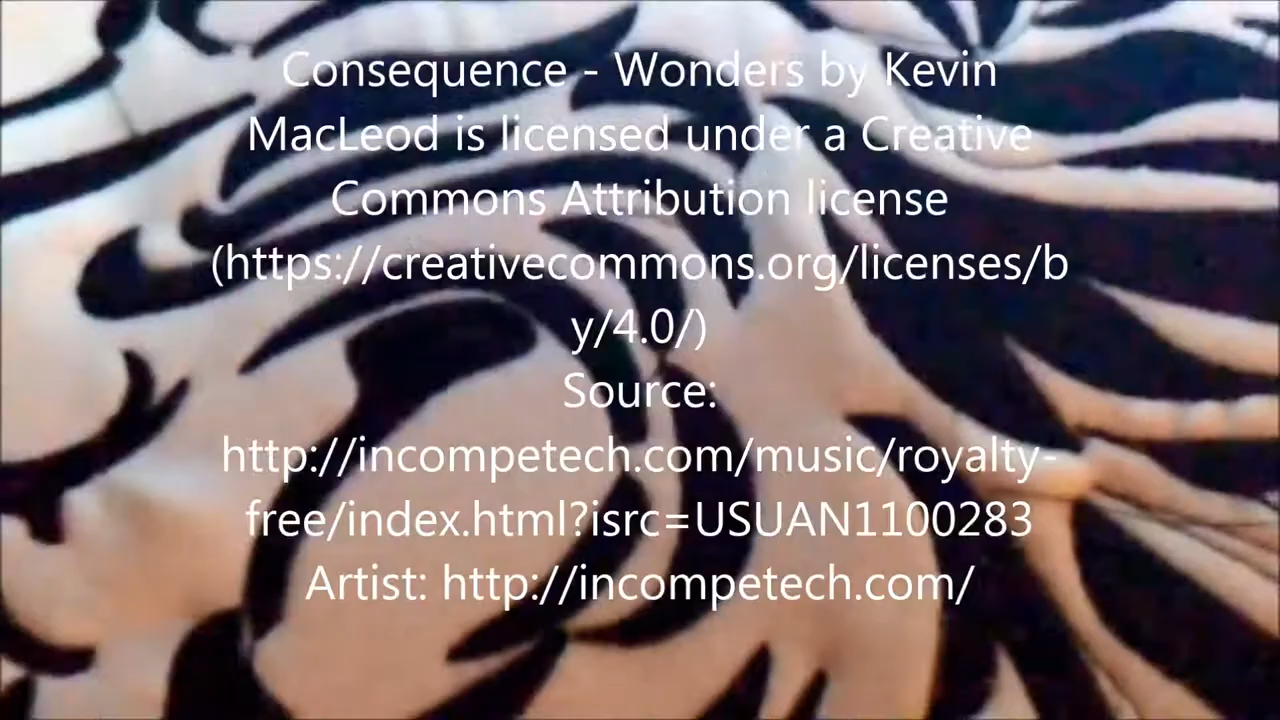 Consequence - Wonders by Kevin
MacLeod is licensed under a Creative
Commons Attribution license
(https://creativecommons.org/licenses/b
y/4.0/)
Source:
http://incompetech.com/music/royalty-
free/index.html?isrc=USUAN1100283
Artist: http://incompetech.com/